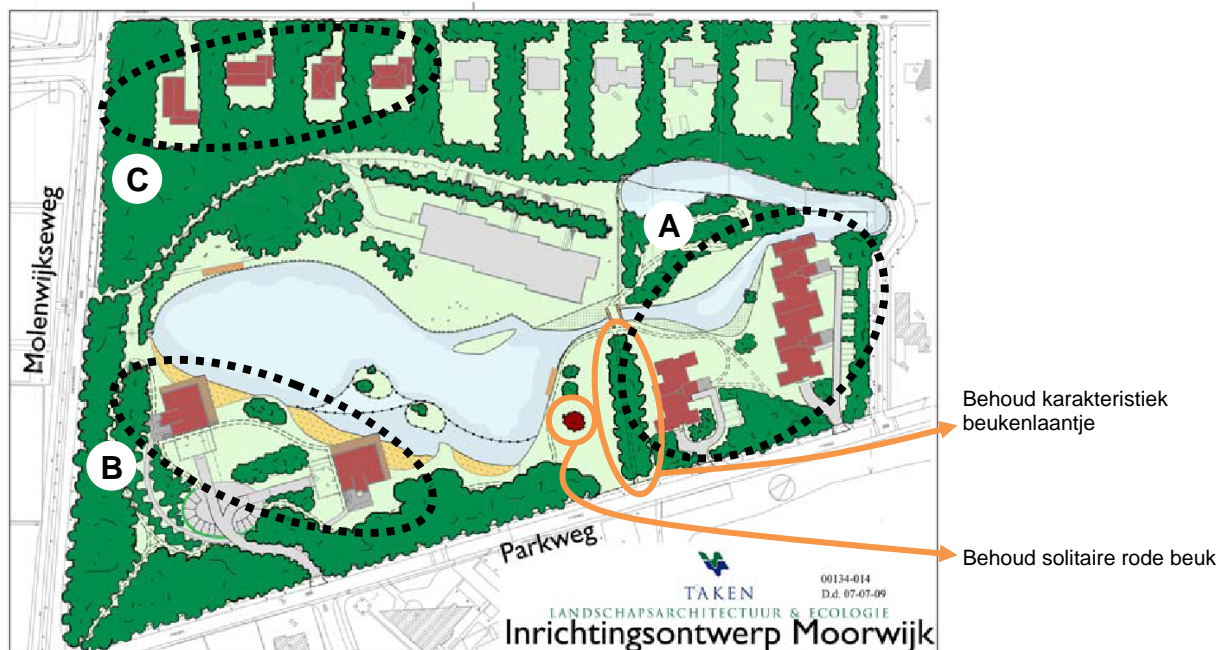 C
A
Molenwijkseweg
B
Behoud karakteristiek
beukenlaantje
Parkweg
Behoud solitaire rode beuk
TAKEN
00134-014
D.d. 07-07-09
LANDSCHAPSARCHITECTUUR & ECOLOGIE
Inrichtingsontwerp Moorwijk